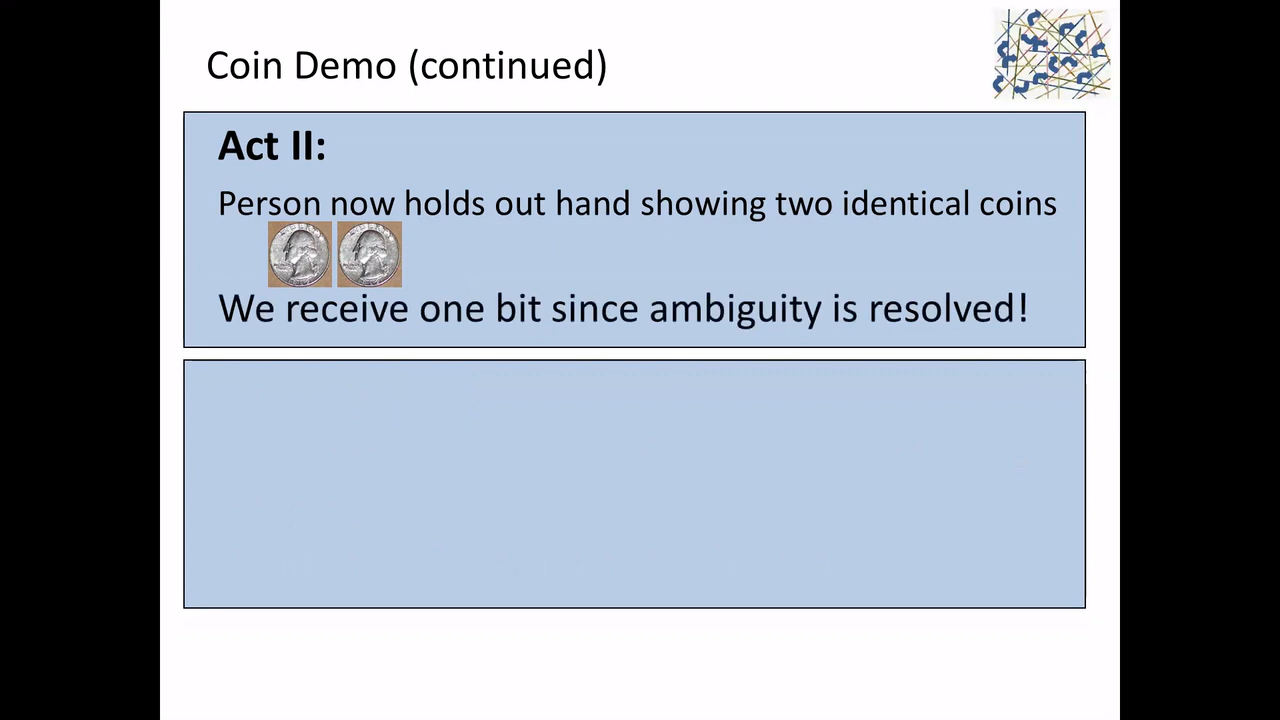 Coin Demo (continued)
Act II:
Person now holds out hand showing two identical coins
We receive one bit since ambiguity is resolved!